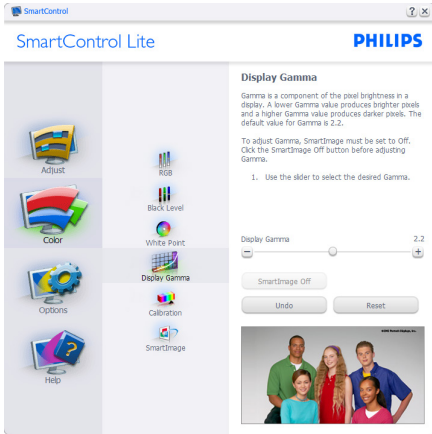 SmartControl
SmartControl Lite
PHILIPS
Adjust
Color
Options
Help
RGB
Black Level
White Point
Display Gamma
Calibration
SmartImage
Display Gamma
Gamma is a component of the pixel brightness in a
display. A lower Gamma value produces brighter pixels
and a higher Gamma value produces darker pixels. The
default value for Gamma is 2.2.
To adjust Gamma, SmartImage must be set to Off.
Click the SmartImage Off button before adjusting
Gamma.
1. Use the slider to select the desired Gamma.
Display Gamma 2.2
SmartImage Off
Undo Reset